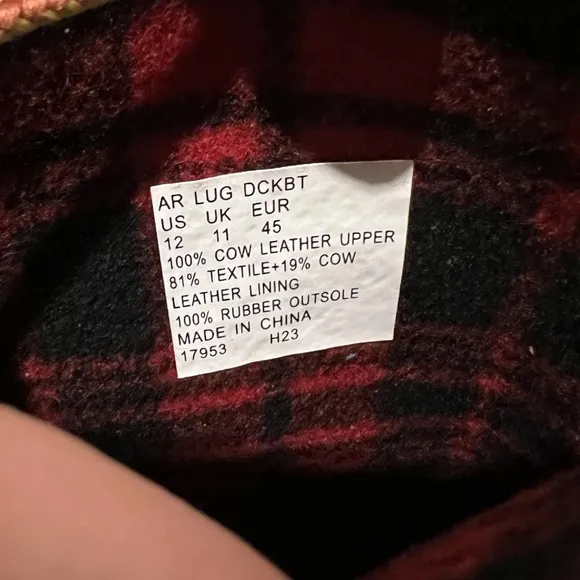 AR LUG DCKBT
US UK EUR
12 11 45
100% COW LEATHER UPPER
81% TEXTILE+19% COW
LEATHER LINING
100% RUBBER OUTSOLE
MADE IN CHINA
17953 H23